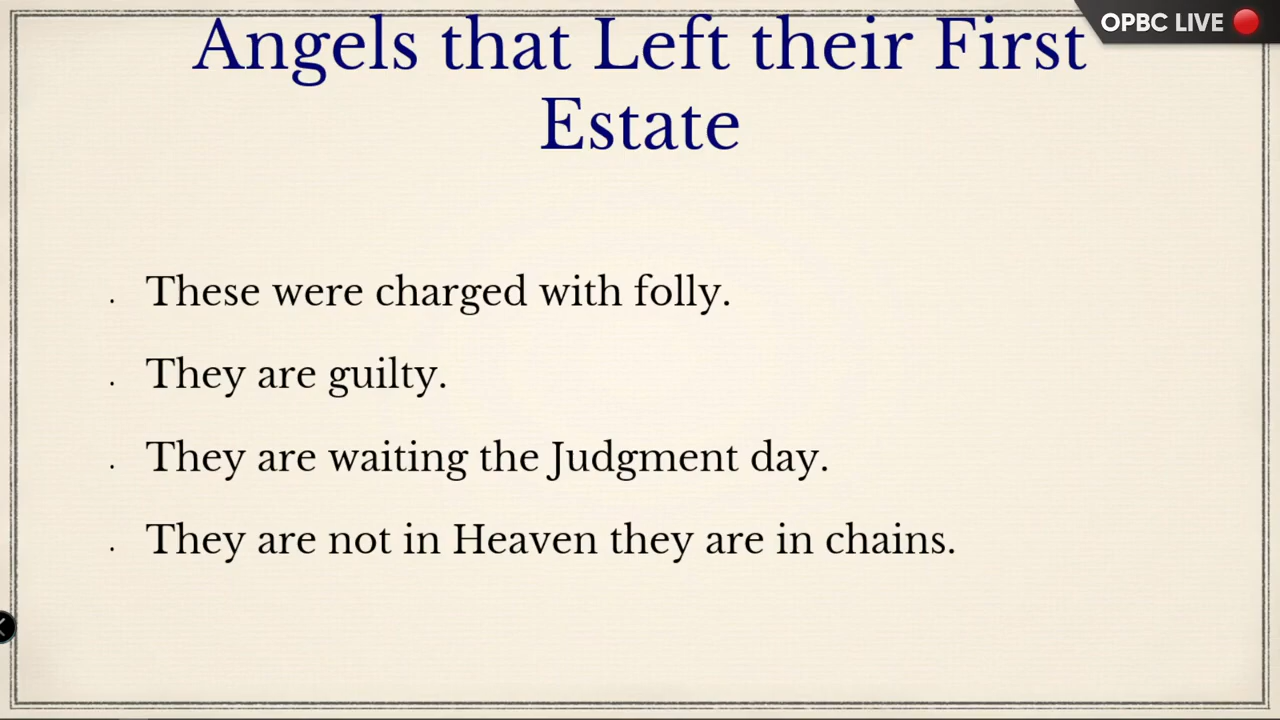 OPBC LIVE
Angels that Left their First
Estate
· These were charged with folly.
· They are guilty.
· They are waiting the Judgment day.
· They are not in Heaven they are in chains.